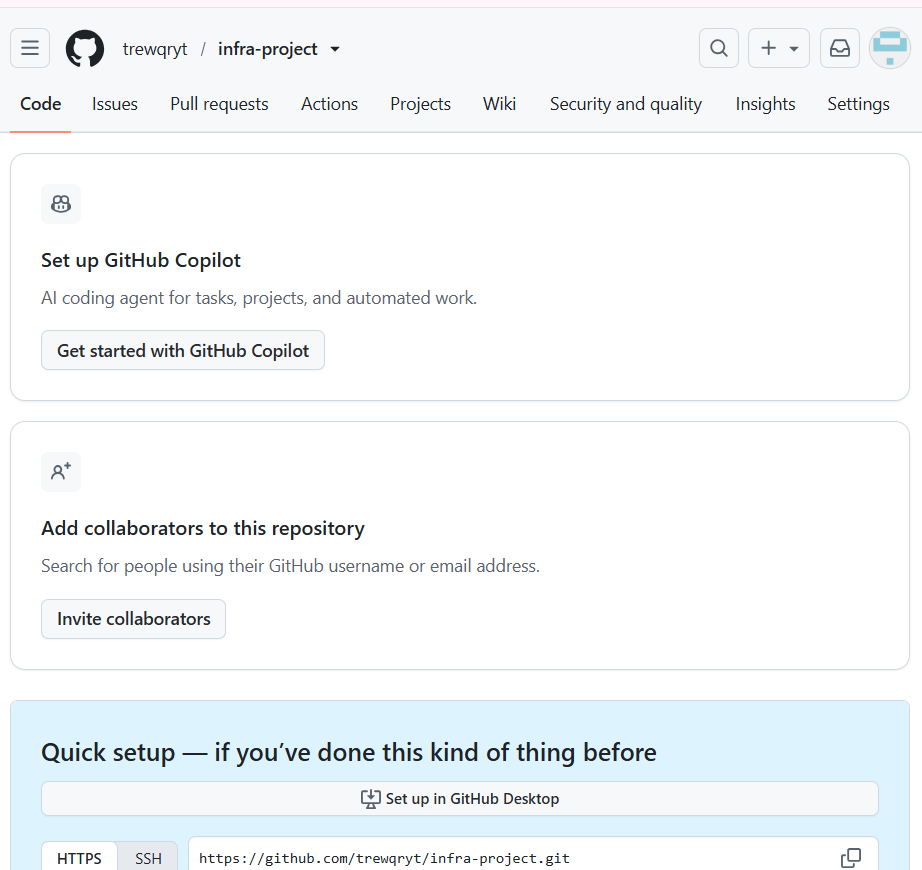 trewqryt / infra-project
Code Issues Pull requests Actions Projects Wiki Security and quality Insights Settings
Set up GitHub Copilot
AI coding agent for tasks, projects, and automated work.
Get started with GitHub Copilot
Add collaborators to this repository
Search for people using their GitHub username or email address.
Invite collaborators
Quick setup — if you’ve done this kind of thing before
Set up in GitHub Desktop
HTTPS SSH https://github.com/trewqryt/infra-project.git